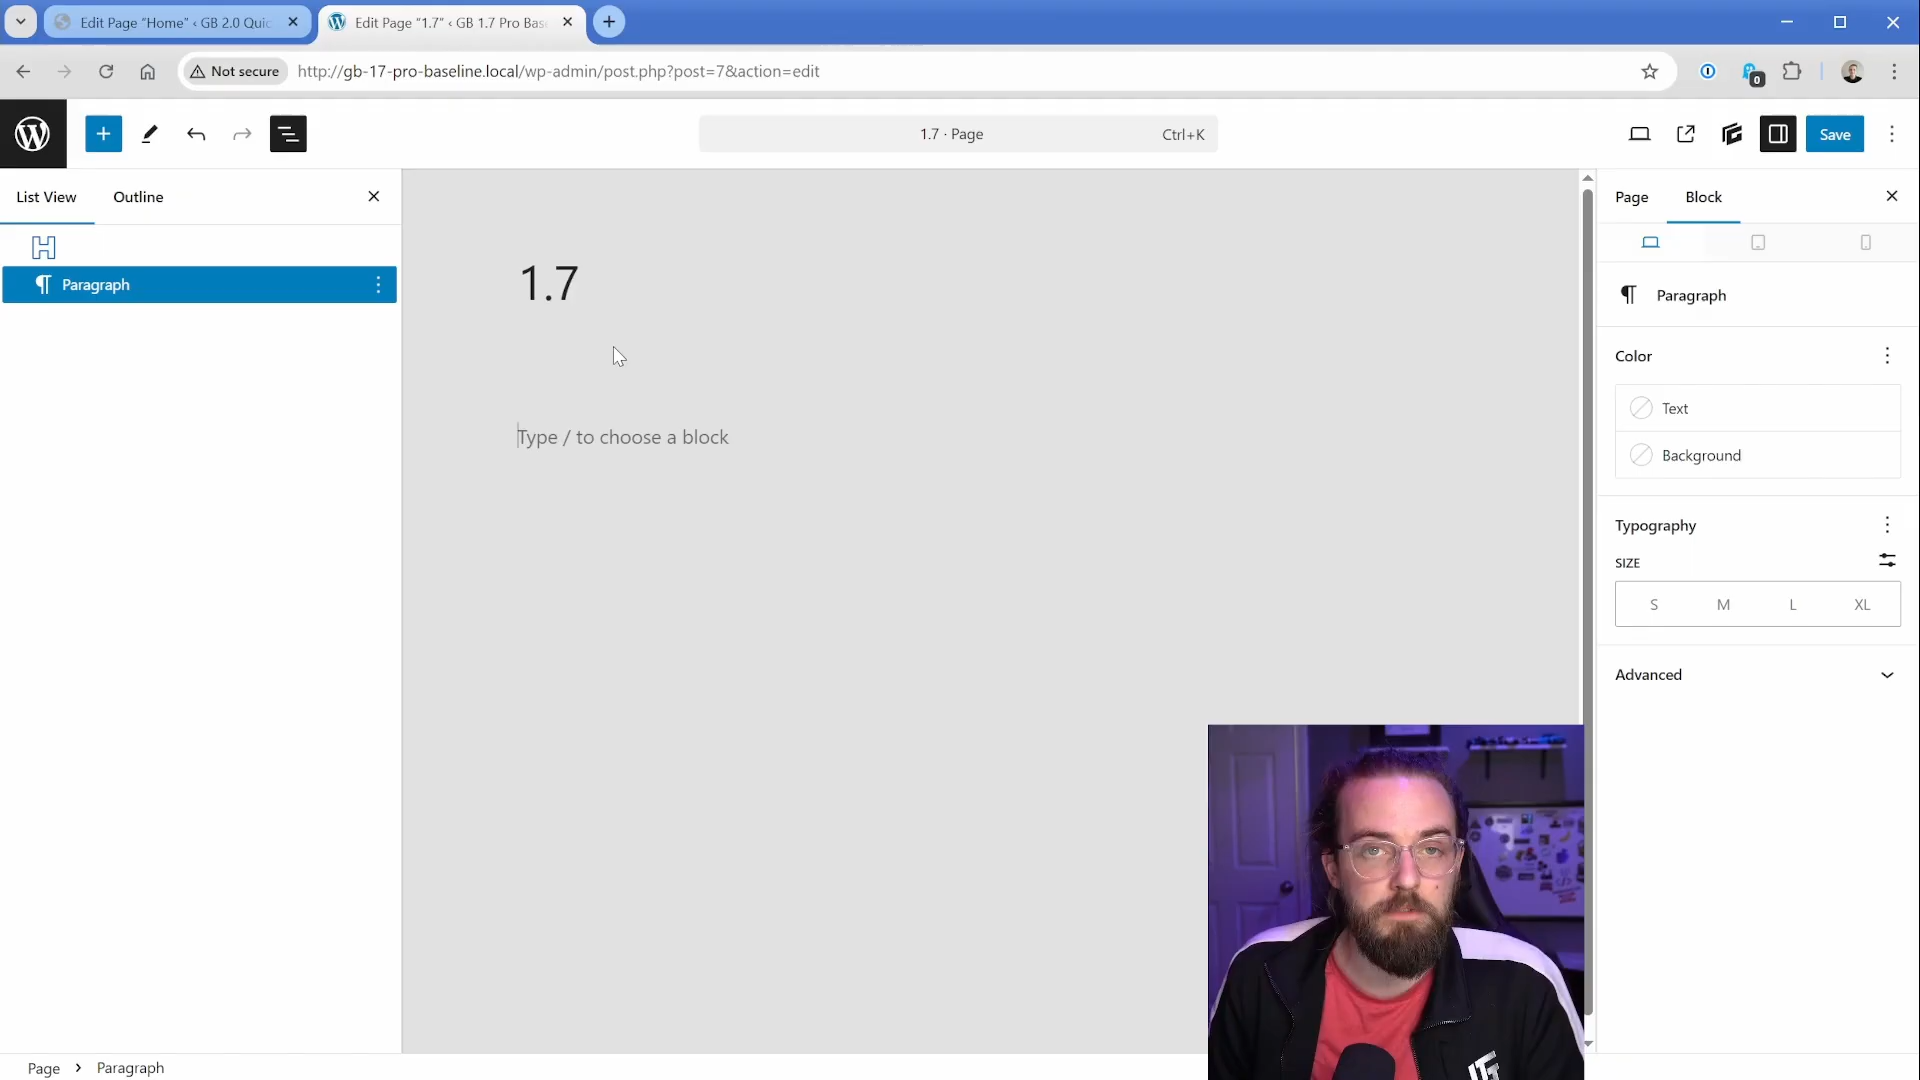 Edit Page "Home" ‹ GB 2.0 Quic
Edit Page "1.7" ‹ GB 1.7 Pro Bas
Not secure
http://gb-17-pro-baseline.local/wp-admin/post.php?post=7&action=edit
0
1.7 · Page
Ctrl+K
Save
List View
Outline
Paragraph
1.7
Type / to choose a block
Page
Block
Paragraph
Color
Text
Background
Typography
SIZE
S
M
L
XL
Advanced
Page
Paragraph